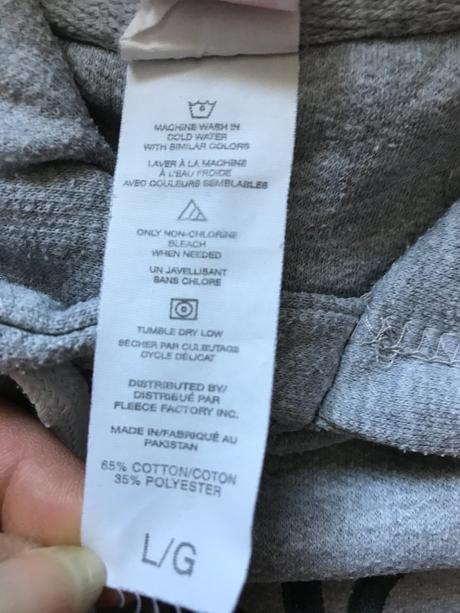 MACHINE WASH IN
COLD WATER
WITH SIMILAR COLORS
LAVER À LA MACHINE
À L'EAU FROIDE
AVEC COULEURS SEMBLABLES
ONLY NON-CHLORINE
BLEACH
WHEN NEEDED
UN JAVELLISANT
SANS CHLORE
TUMBLE DRY LOW
SÉCHER PAR CULBUTAGE
CYCLE DÉLICAT
DISTRIBUTED BY/
DISTRIBUÉ PAR
FLEECE FACTORY INC.
MADE IN/FABRIQUÉ AU
PAKISTAN
65% COTTON/COTON
35% POLYESTER
L/G